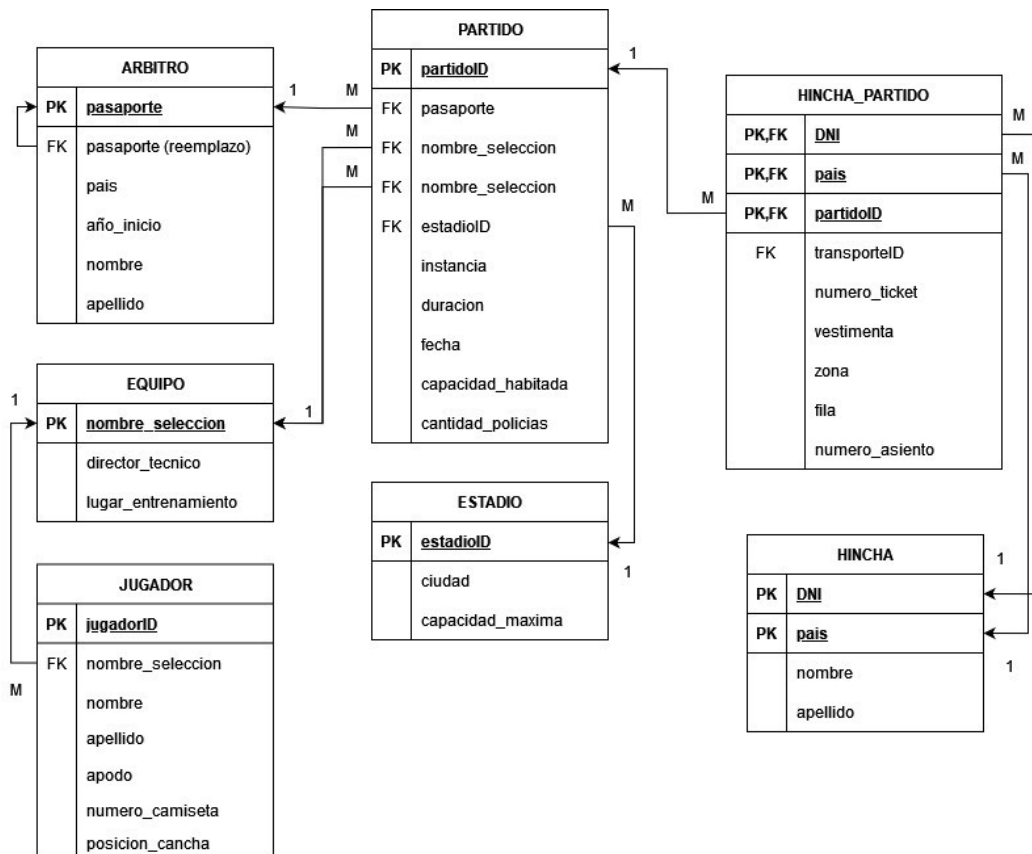 ARBITRO
PK pasaporte
FK pasaporte (reemplazo)
pais
año_inicio
nombre
apellido
1
M
PARTIDO
PK partidoID
FK pasaporte
FK nombre_seleccion
FK nombre_seleccion
FK estadioID
instancia
duracion
fecha
capacidad_habitada
cantidad_policias
M
M
M
1
1
M
HINCHA_PARTIDO
PK,FK DNI
PK,FK pais
PK,FK partidoID
FK transporteID
numero_ticket
vestimenta
zona
fila
numero_asiento
M
M
EQUIPO
PK nombre_seleccion
director_tecnico
lugar_entrenamiento
1
M
JUGADOR
PK jugadorID
FK nombre_seleccion
nombre
apellido
apodo
numero_camiseta
posicion_cancha
ESTADIO
PK estadioID
ciudad
capacidad_maxima
1
HINCHA
PK DNI
PK pais
nombre
apellido
1
1